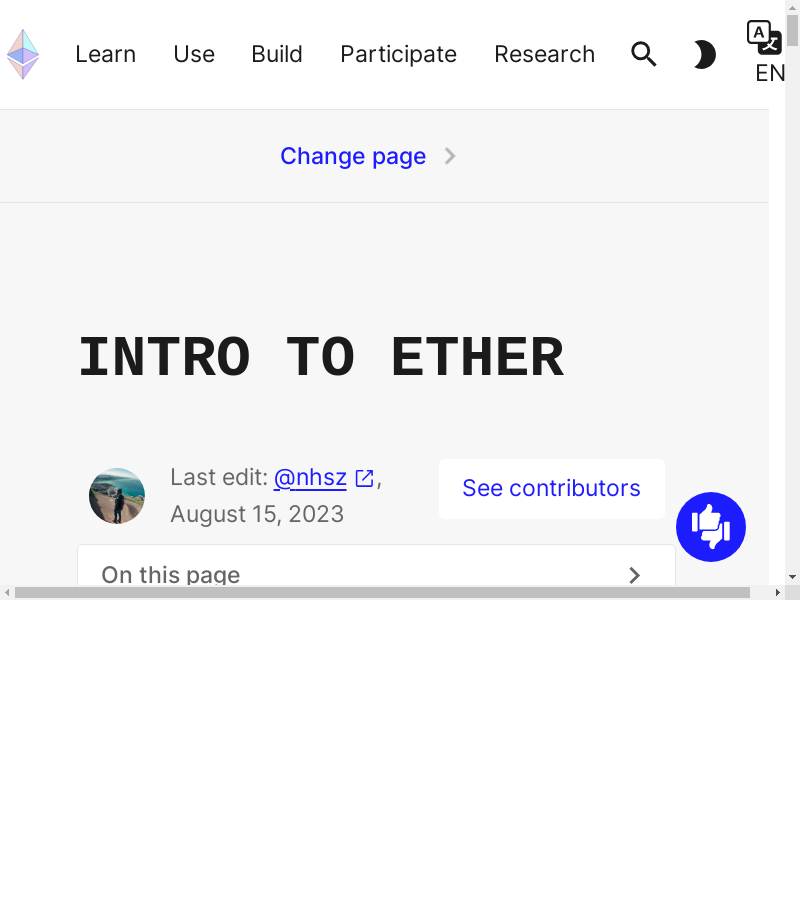 Learn Use Build Participate Research
EN
Change page
INTRO TO ETHER
Last edit: @nhsz,
August 15, 2023
See contributors
On this page